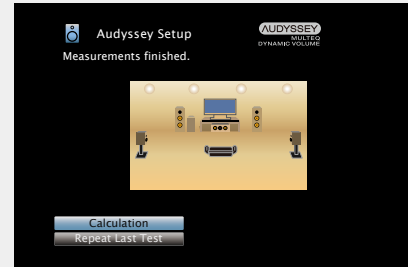 Audyssey Setup
AUDYSSEY
MULTEQ
DYNAMIC VOLUME
Measurements finished.
Calculation
Repeat Last Test